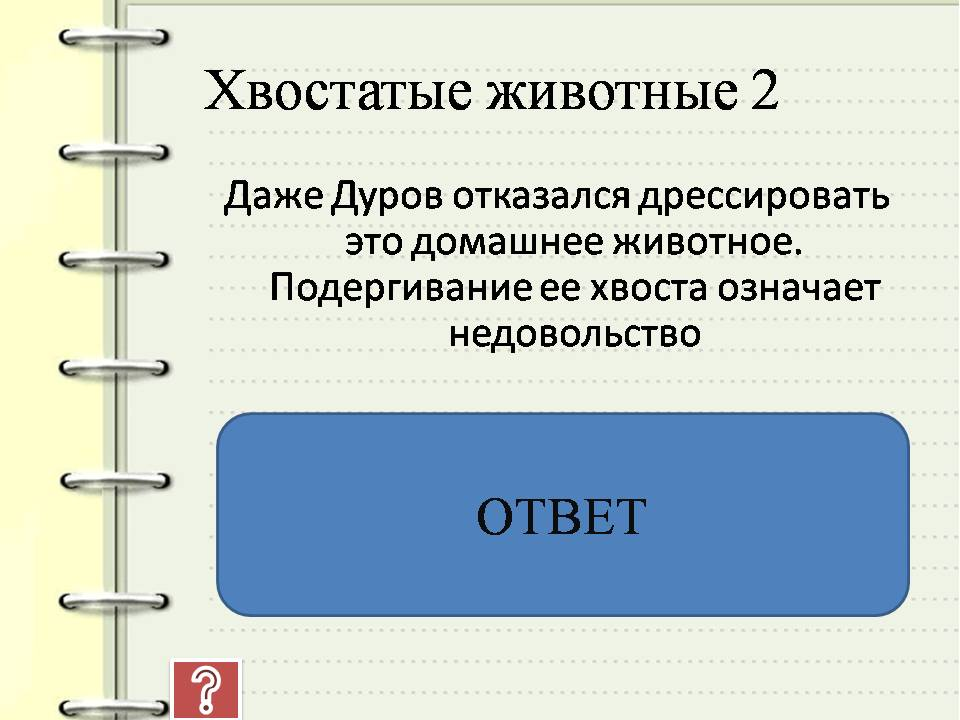 Хвостатые животные 2
Даже Дуров отказался дрессировать
это домашнее животное.
Подергивание ее хвоста означает
недовольство
ОТВЕТ
?